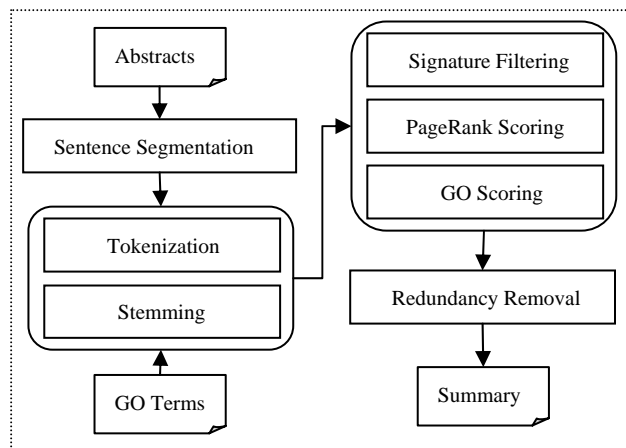 Abstracts
Sentence Segmentation
Tokenization
Stemming
GO Terms
Signature Filtering
PageRank Scoring
GO Scoring
Redundancy Removal
Summary